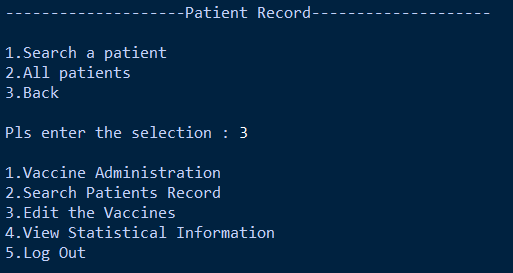 --------------------Patient Record--------------------
1.Search a patient
2.All patients
3.Back
Pls enter the selection : 3
1.Vaccine Administration
2.Search Patients Record
3.Edit the Vaccines
4.View Statistical Information
5.Log Out